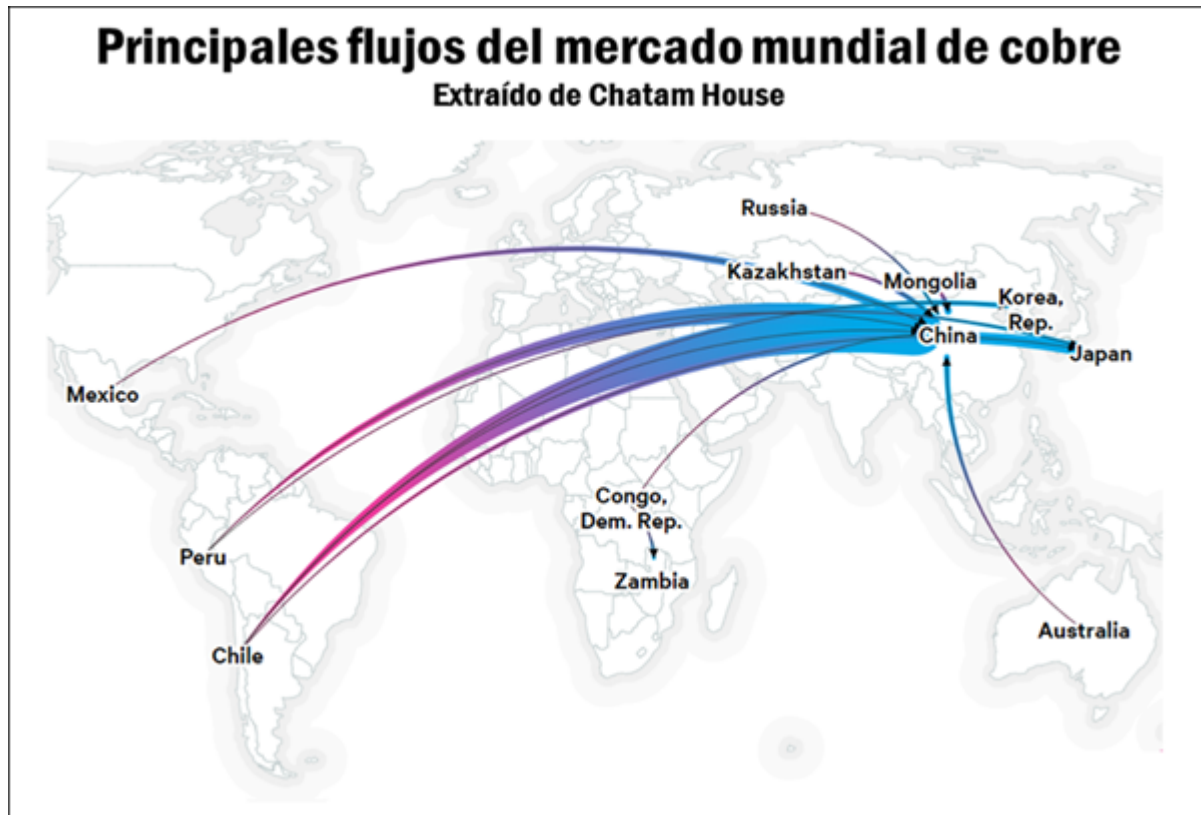 Principales flujos del mercado mundial de cobre
Extraído de Chatam House
Russia
Kazakhstan
Mongolia
Korea,
Rep.
China
Japan
Mexico
Congo,
Dem. Rep.
Peru
Zambia
Australia
Chile